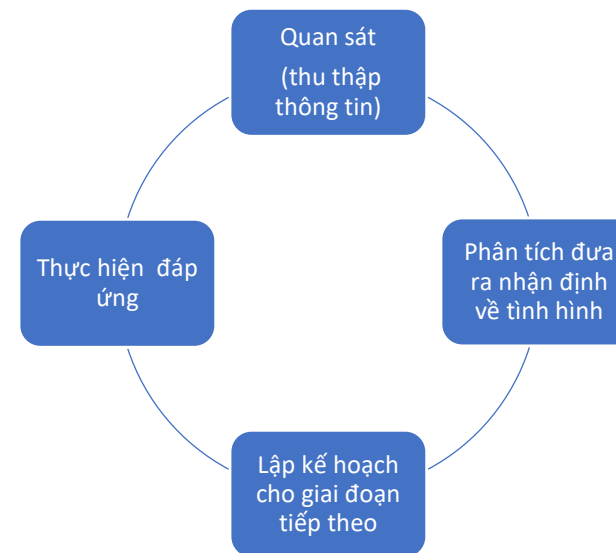 Quan sát
(thu thập
thông tin)
Phân tích đưa
ra nhận định
về tình hình
Lập kế hoạch
cho giai đoạn
tiếp theo
Thực hiện đáp
ứng